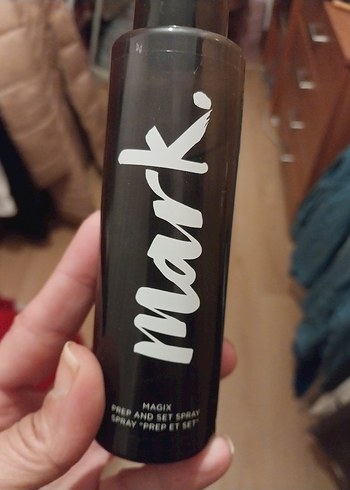 mark.
MAGIX
PREP AND SET SPRAY
SPRAY "PREP ET SET"